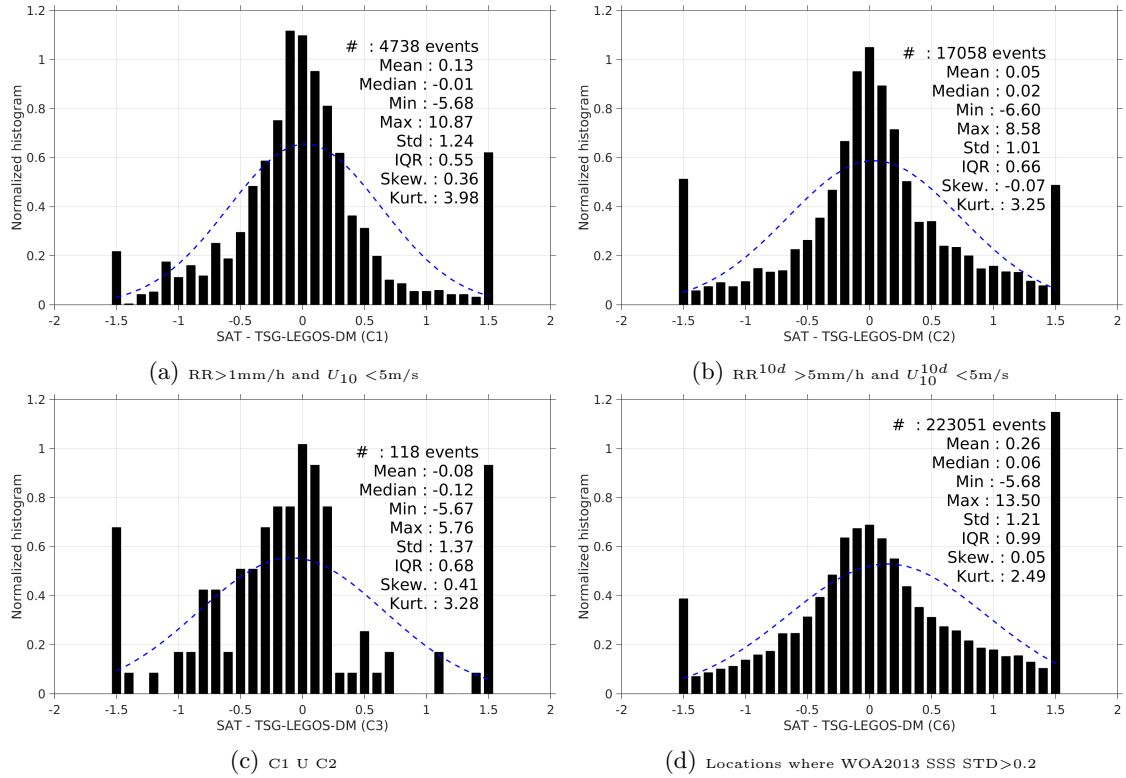 1.2
1
0.8
0.6
0.4
0.2
0
Normalized histogram
# : 4738 events
Mean : 0.13
Median : -0.01
Min : -5.68
Max : 10.87
Std : 1.24
IQR : 0.55
Skew. : 0.36
Kurt. : 3.98
-2 -1.5 -1 -0.5 0 0.5 1 1.5 2
SAT - TSG-LEGOS-DM (C1)
(a) RR>1mm/h and U10 <5m/s
1.2
1
0.8
0.6
0.4
0.2
0
Normalized histogram
# : 17058 events
Mean : 0.05
Median : 0.02
Min : -6.60
Max : 8.58
Std : 1.01
IQR : 0.66
Skew. : -0.07
Kurt. : 3.25
-2 -1.5 -1 -0.5 0 0.5 1 1.5 2
SAT - TSG-LEGOS-DM (C2)
(b) RR^10d >5mm/h and U10^10d <5m/s
1.2
1
0.8
0.6
0.4
0.2
0
Normalized histogram
# : 118 events
Mean : -0.08
Median : -0.12
Min : -5.67
Max : 5.76
Std : 1.37
IQR : 0.68
Skew. : 0.41
Kurt. : 3.28
-2 -1.5 -1 -0.5 0 0.5 1 1.5 2
SAT - TSG-LEGOS-DM (C3)
(c) C1 U C2
1.2
1
0.8
0.6
0.4
0.2
0
Normalized histogram
# : 223051 events
Mean : 0.26
Median : 0.06
Min : -5.68
Max : 13.50
Std : 1.21
IQR : 0.99
Skew. : 0.05
Kurt. : 2.49
-2 -1.5 -1 -0.5 0 0.5 1 1.5 2
SAT - TSG-LEGOS-DM (C6)
(d) Locations where WOA2013 SSS STD>0.2